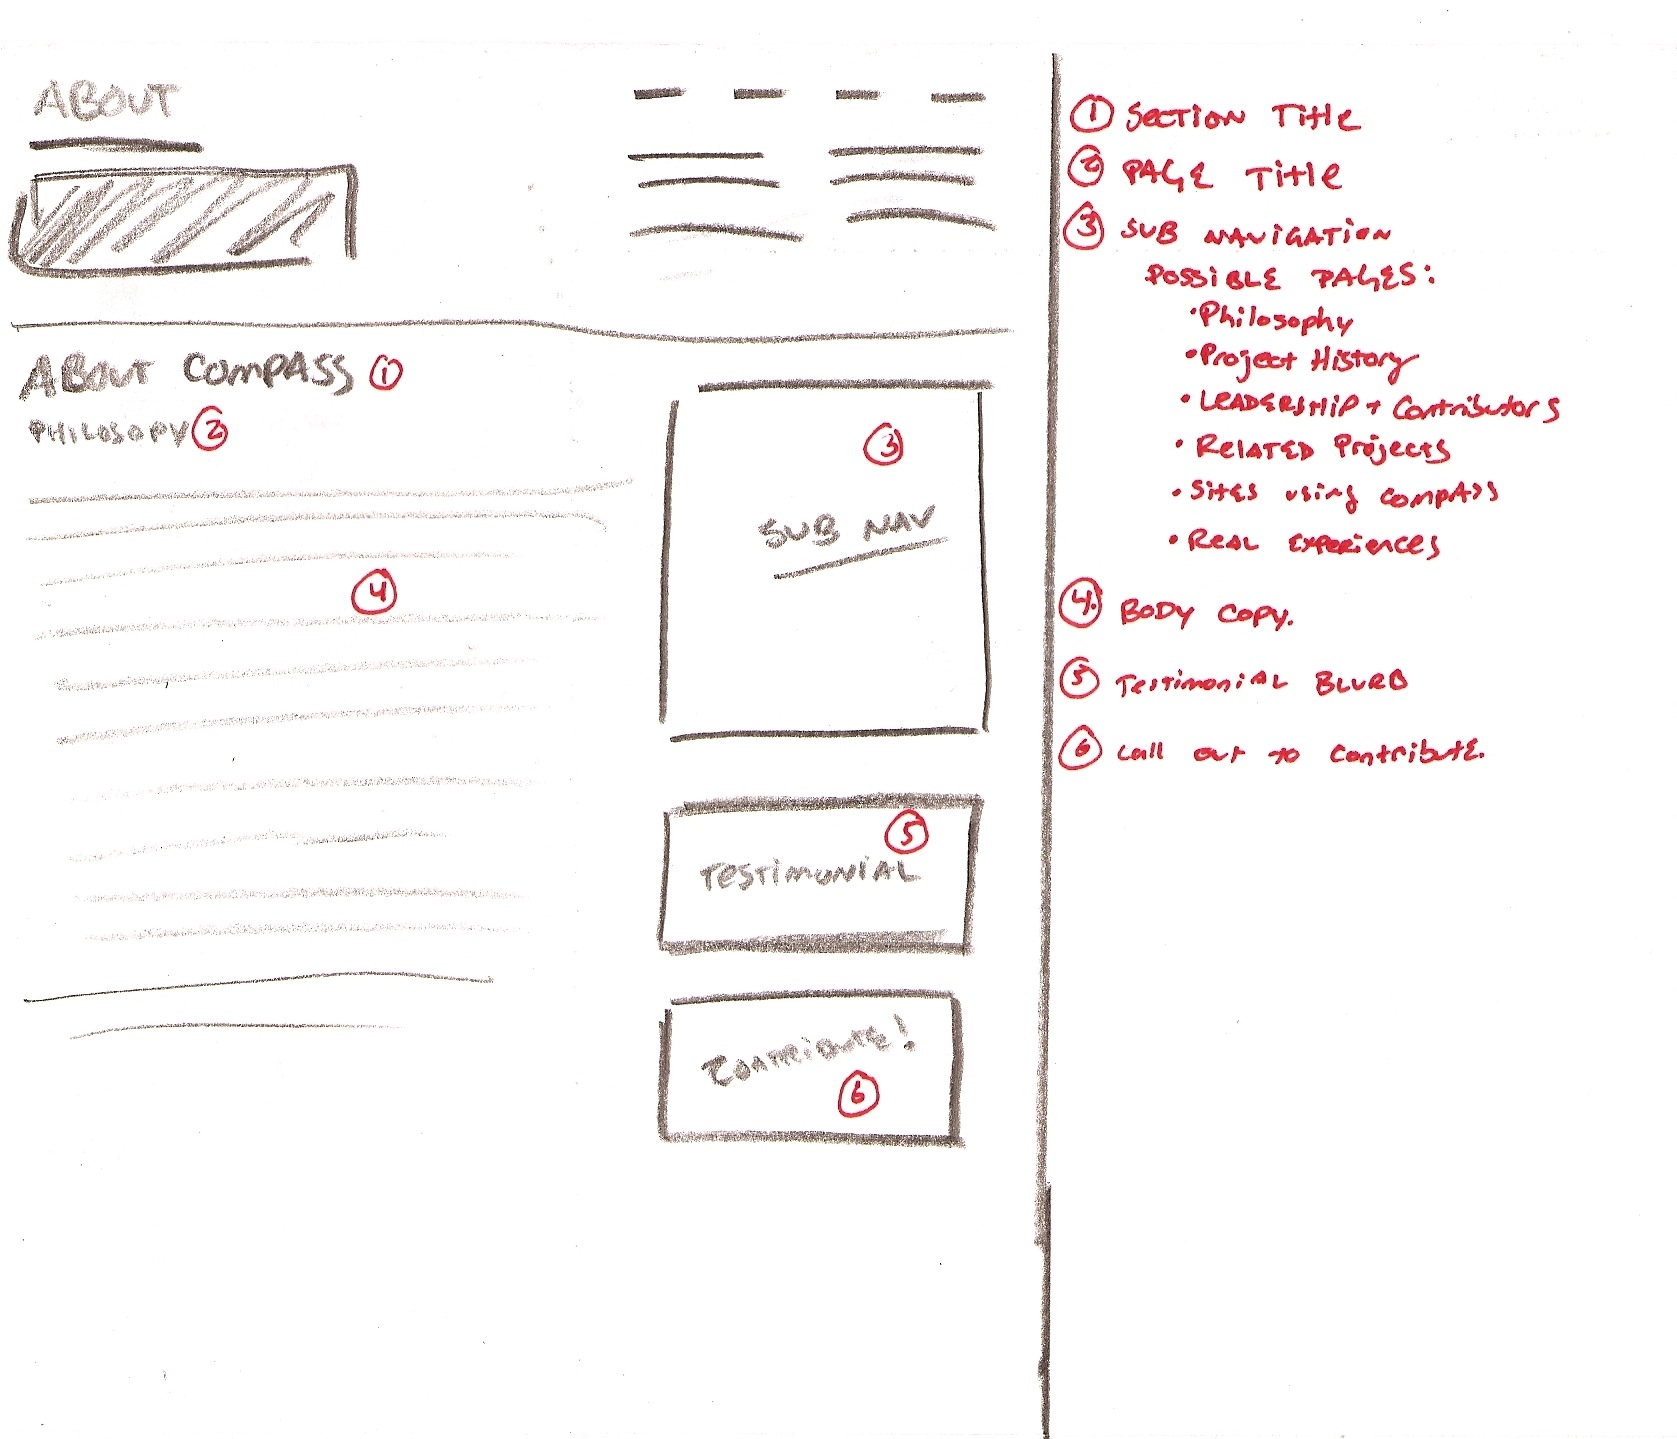 ABOUT
ABOUT COMPASS 1
PHILOSOPY 2
4
3
SUB NAV
5
TESTIMONIAL
CONTRIBUTE!
6
1 SECTION TITLE
2 PAGE TITLE
3 SUB NAVIGATION
POSSIBLE PAGES:
• Philosophy
• Project History
• LEADERSHIP + Contributors
• RELATED Projects
• Sites using compass
• REAL EXPERIENCES
4. BODY COPY.
5 Testimonial BLURB
6 Call out to contribute.